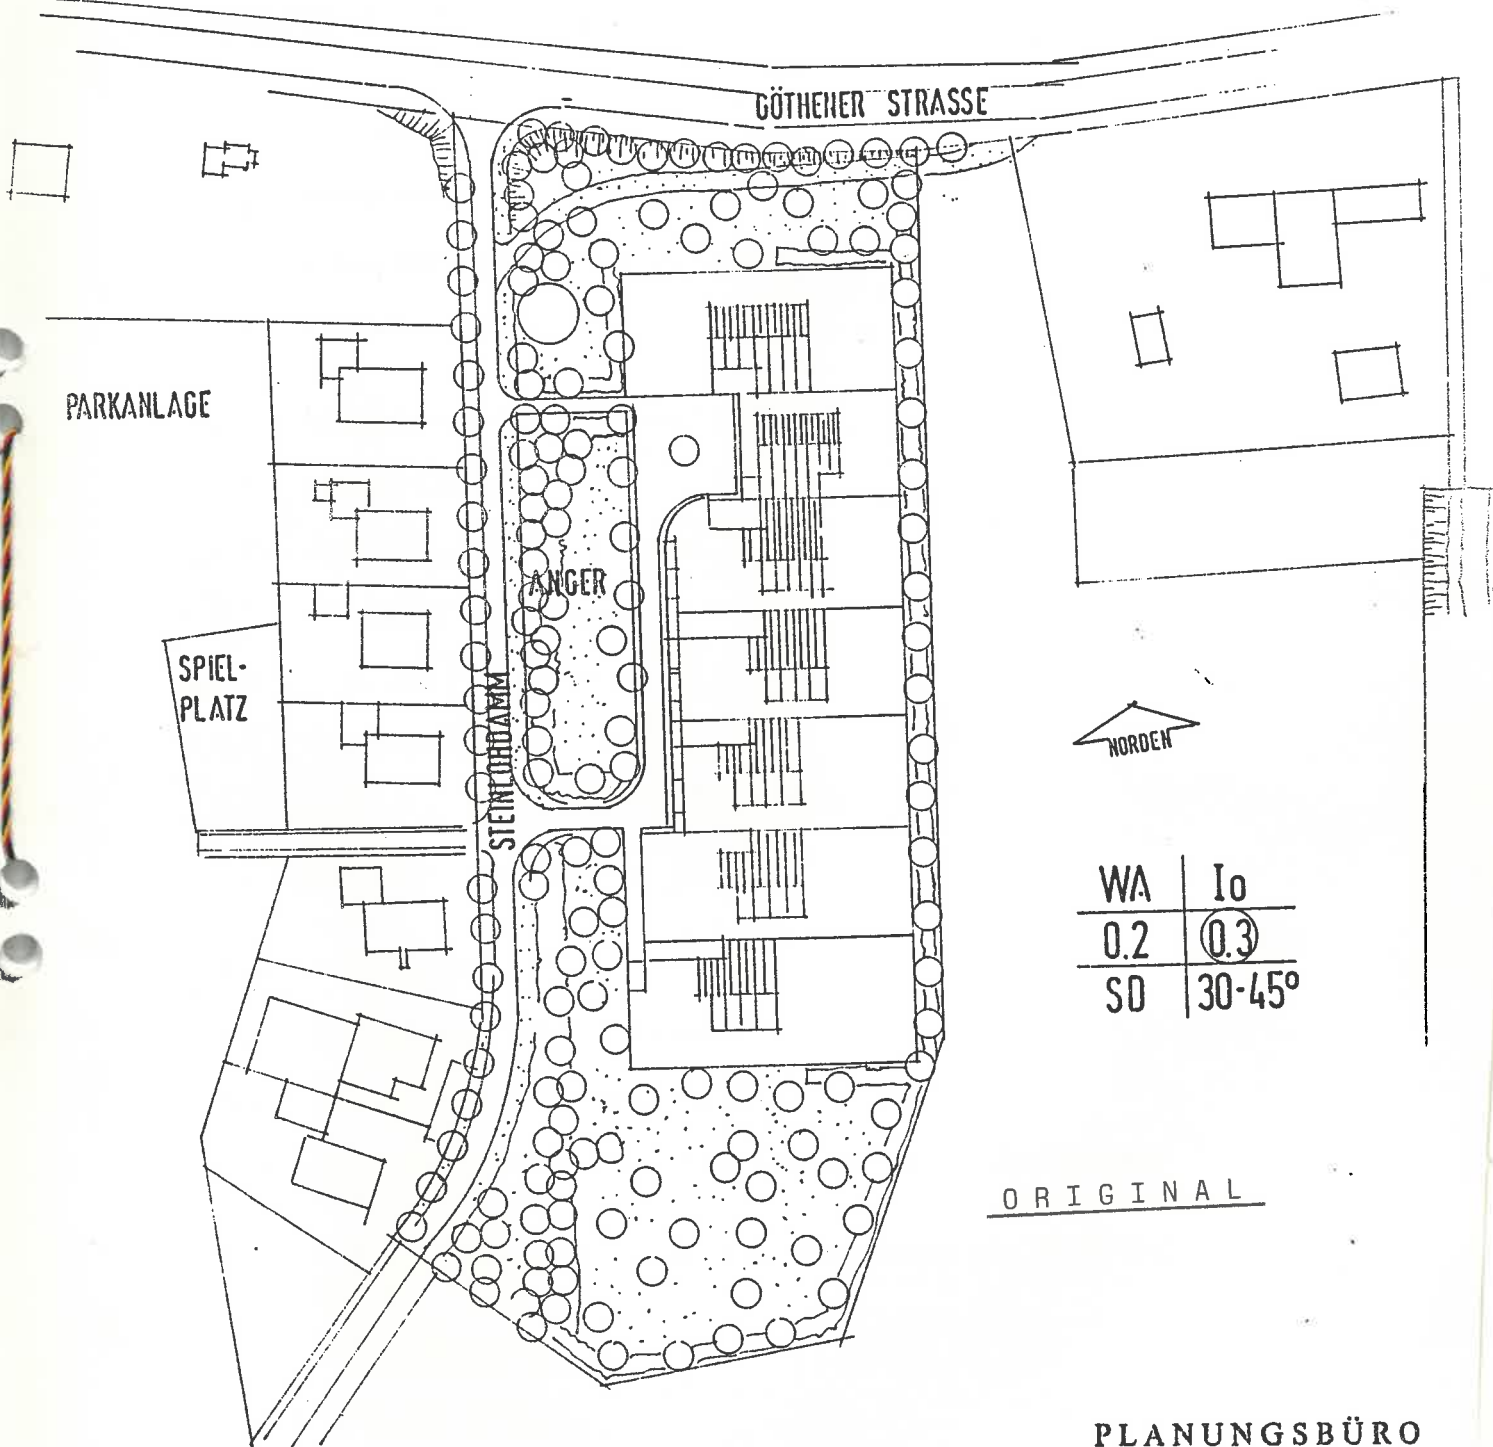 GÖTHENER STRASSE
PARKANLAGE
ANGER
SPIEL-
PLATZ
STEINLOHDAMM
NORDEN
WA Io
0.2 0.3
SD 30-45°
ORIGINAL
PLANUNGSBÜRO